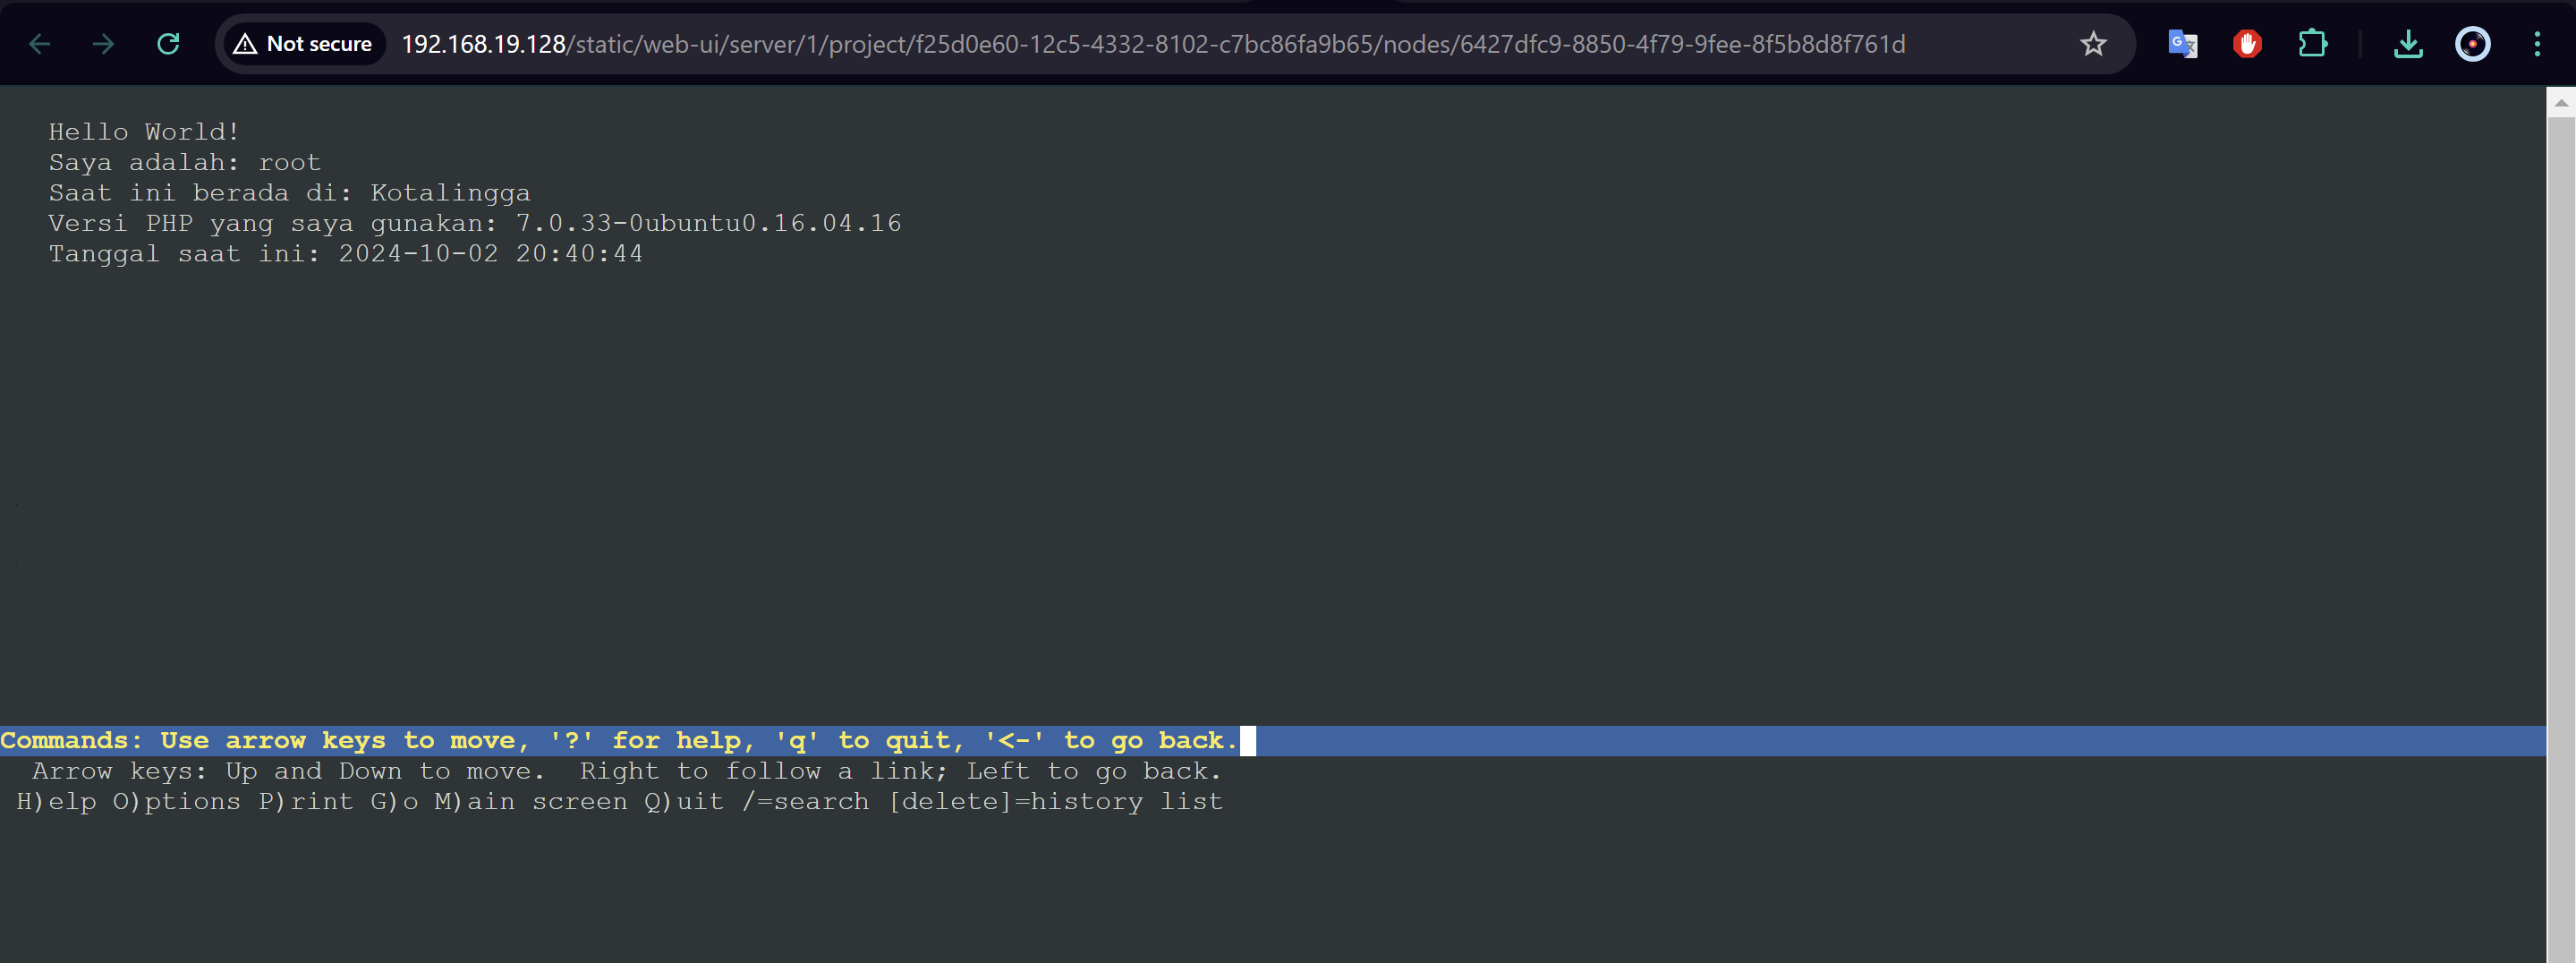 Not secure 192.168.19.128/static/web-ui/server/1/project/f25d0e60-12c5-4332-8102-c7bc86fa9b65/nodes/6427dfc9-8850-4f79-9fee-8f5b8d8f761d
Hello World!
Saya adalah: root
Saat ini berada di: Kotalingga
Versi PHP yang saya gunakan: 7.0.33-0ubuntu0.16.04.16
Tanggal saat ini: 2024-10-02 20:40:44
Commands: Use arrow keys to move, '?' for help, 'q' to quit, '<-' to go back.
Arrow keys: Up and Down to move.  Right to follow a link; Left to go back.
H)elp O)ptions P)rint G)o M)ain screen Q)uit /=search [delete]=history list